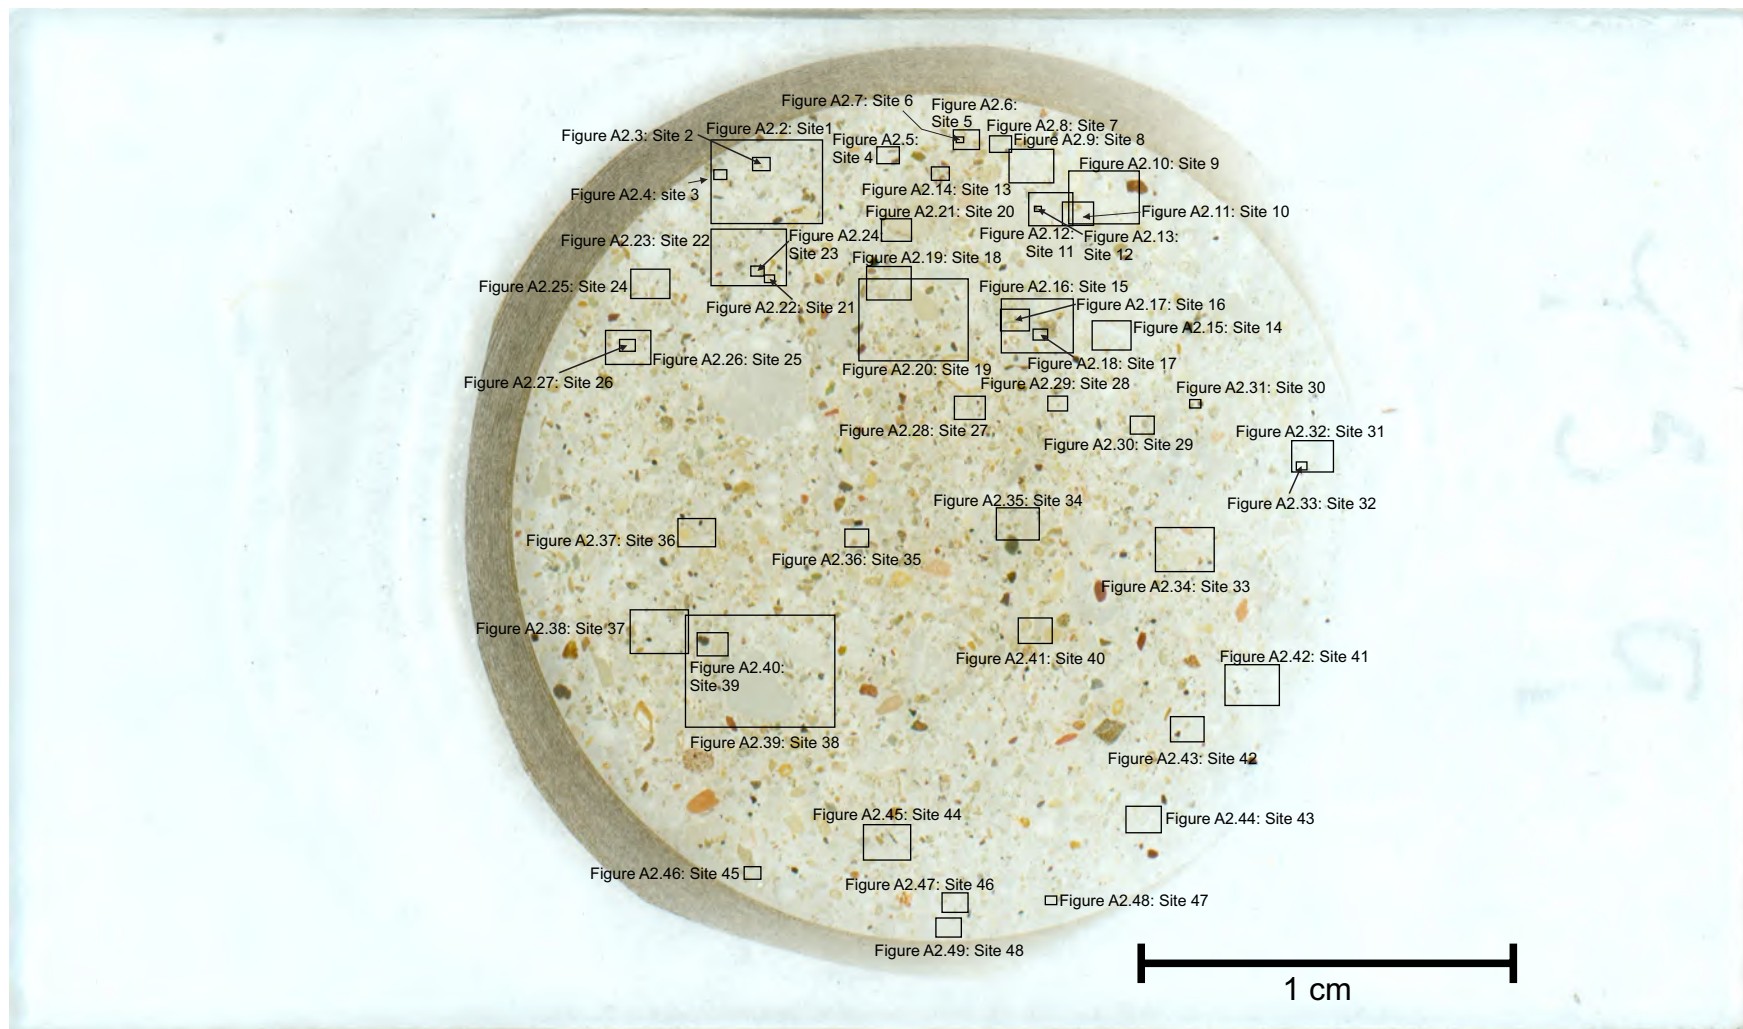 Figure A2.7: Site 6
Figure A2.6:
Site 5
Figure A2.3: Site 2
Figure A2.2: Site1
Figure A2.5:
Site 4
Figure A2.8: Site 7
Figure A2.9: Site 8
Figure A2.10: Site 9
Figure A2.4: site 3
Figure A2.14: Site 13
Figure A2.21: Site 20
Figure A2.11: Site 10
Figure A2.12:
Site 11
Figure A2.13:
Site 12
Figure A2.23: Site 22
Figure A2.24
Site 23
Figure A2.19: Site 18
Figure A2.25: Site 24
Figure A2.22: Site 21
Figure A2.16: Site 15
Figure A2.17: Site 16
Figure A2.15: Site 14
Figure A2.26: Site 25
Figure A2.18: Site 17
Figure A2.20: Site 19
Figure A2.27: Site 26
Figure A2.29: Site 28
Figure A2.31: Site 30
Figure A2.28: Site 27
Figure A2.30: Site 29
Figure A2.32: Site 31
Figure A2.33: Site 32
Figure A2.35: Site 34
Figure A2.37: Site 36
Figure A2.36: Site 35
Figure A2.34: Site 33
Figure A2.38: Site 37
Figure A2.40:
Site 39
Figure A2.41: Site 40
Figure A2.42: Site 41
Figure A2.39: Site 38
Figure A2.43: Site 42
Figure A2.45: Site 44
Figure A2.44: Site 43
Figure A2.46: Site 45
Figure A2.47: Site 46
Figure A2.48: Site 47
Figure A2.49: Site 48
1 cm